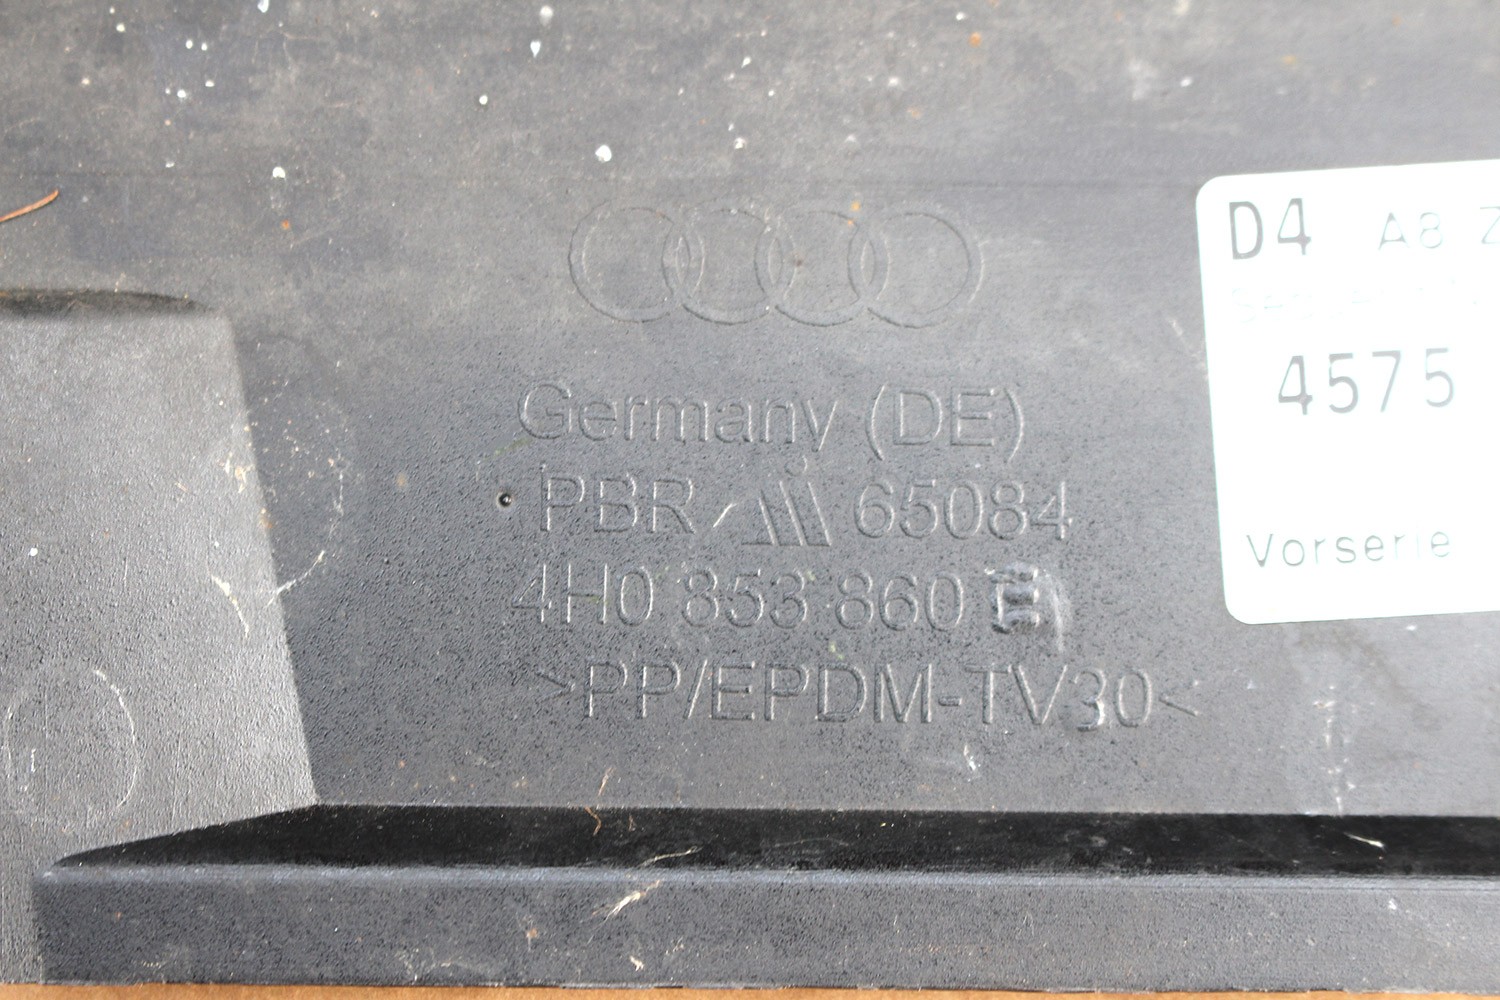 Germany (DE)
PBR 65084
4H0 853 860 E
>PP/EPDM-TV30<
D4 A8
4575
Vorserie